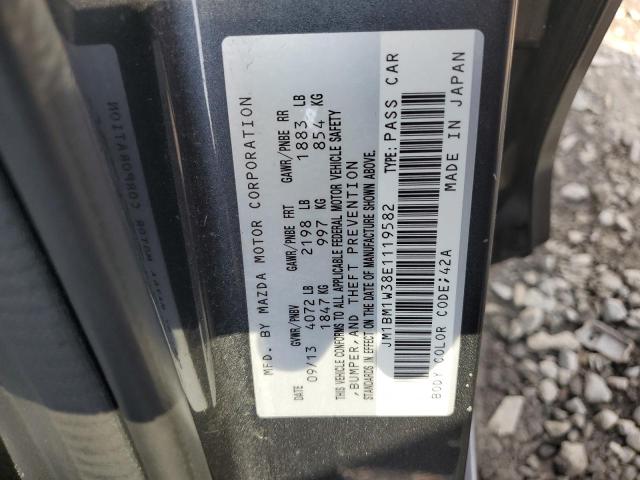 MFD. BY MAZDA MOTOR CORPORATION
DATE GVWR/PNBV GAWR/PNBE FRT GAWR/PNBE RR
09/13 4072 LB 2198 LB 1883 LB
1847 KG 997 KG 854 KG
THIS VEHICLE CONFORMS TO ALL APPLICABLE FEDERAL MOTOR VEHICLE SAFETY
,BUMPER,AND THEFT PREVENTION
STANDARDS IN EFFECT ON THE DATE OF MANUFACTURE SHOWN ABOVE.
JM1BM1W38E1119582 TYPE: PASS CAR
BODY COLOR CODE;42A MADE IN JAPAN